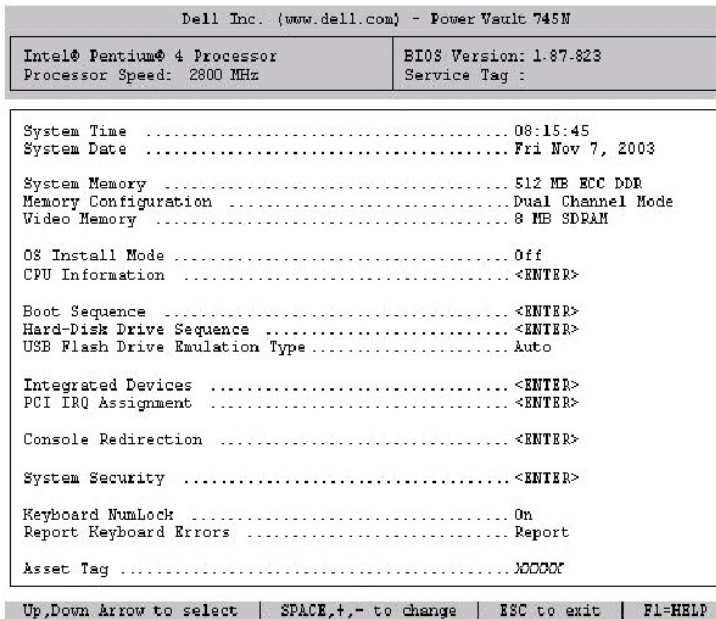 Dell Inc. (www.dell.com) - Power Vault 745N
Intel® Pentium® 4 Processor
Processor Speed: 2800 MHz
BIOS Version: 1.87.823
Service Tag :
System Time ........................................ 08:15:45
System Date ........................................ Fri Nov 7, 2003
System Memory ...................................... 512 MB ECC DDR
Memory Configuration ............................... Dual Channel Mode
Video Memory ....................................... 8 MB SDRAM
OS Install Mode .................................... Off
CPU Information .................................... <ENTER>
Boot Sequence ...................................... <ENTER>
Hard-Disk Drive Sequence ........................... <ENTER>
USB Flash Drive Emulation Type ..................... Auto
Integrated Devices ................................. <ENTER>
PCI IRQ Assignment ................................. <ENTER>
Console Redirection ................................ <ENTER>
System Security .................................... <ENTER>
Keyboard NumLock ................................... On
Report Keyboard Errors ............................. Report
Asset Tag .......................................... XXXXX
Up,Down Arrow to select | SPACE,+,- to change | ESC to exit | F1=HELP